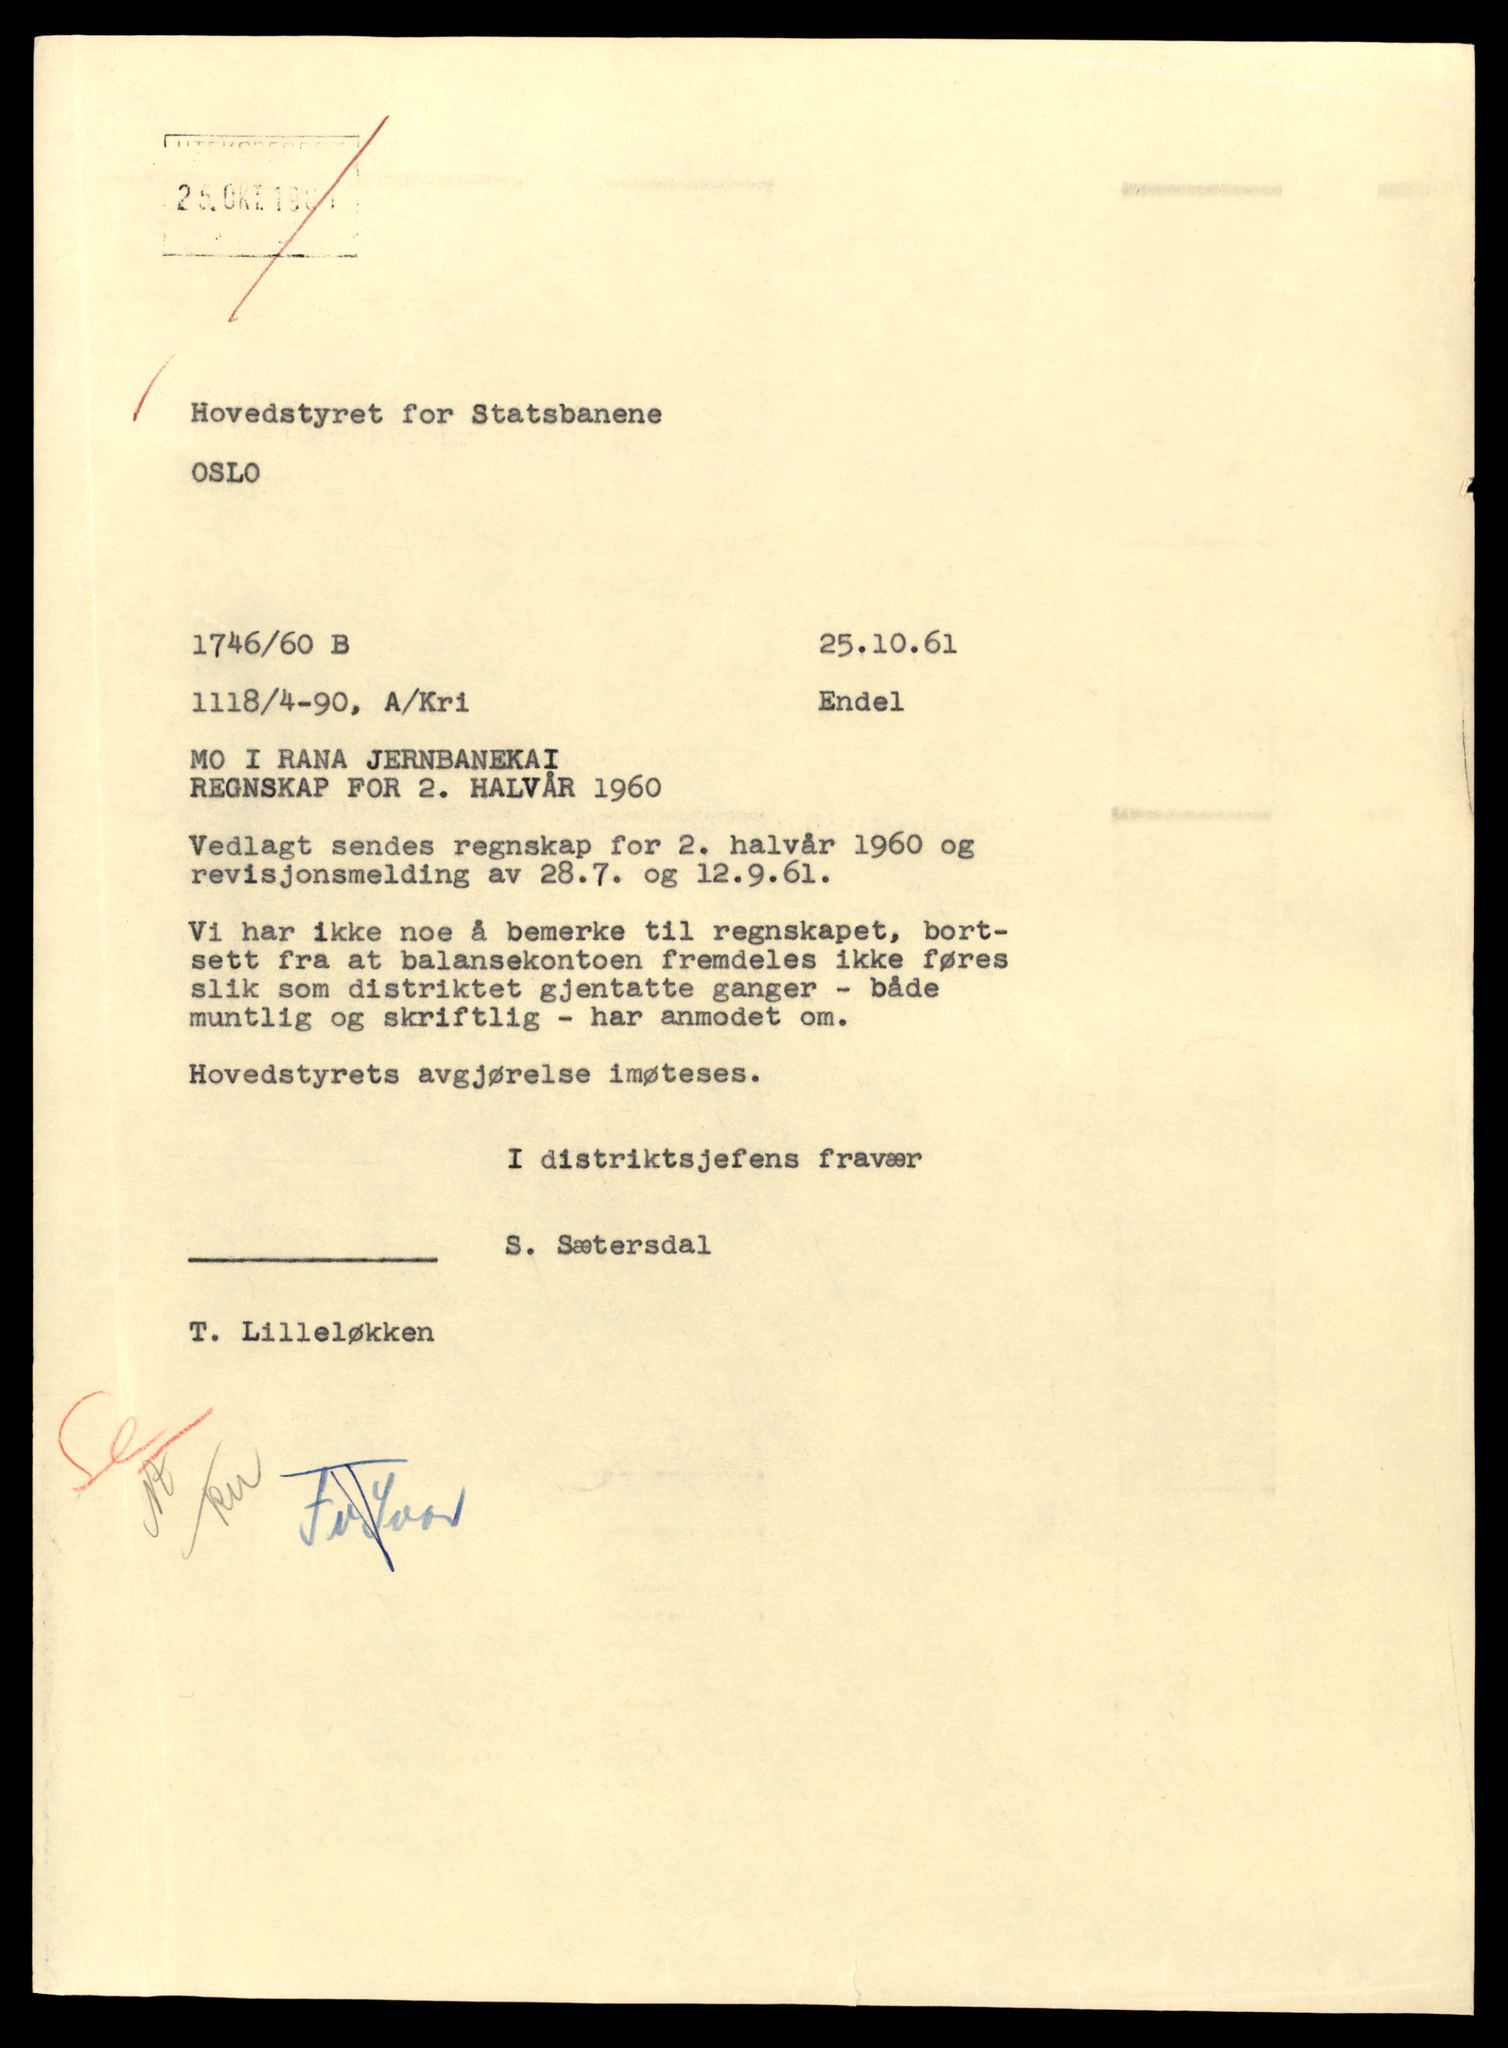 25. OKT. 1961
Hovedstyret for Statsbanene
OSLO
1746/60 B
25.10.61
1118/4-90, A/Kri
Endel
MO I RANA JERNBANEKAI
REGNSKAP FOR 2. HALVÅR 1960
Vedlagt sendes regnskap for 2. halvår 1960 og
revisjonsmelding av 28.7. og 12.9.61.
Vi har ikke noe å bemerke til regnskapet, bort-
sett fra at balansekontoen fremdeles ikke føres
slik som distriktet gjentatte ganger - både
muntlig og skriftlig - har anmodet om.
Hovedstyrets avgjørelse imøteses.
I distriktsjefens fravær
S. Sætersdal
T. Lilleløkken